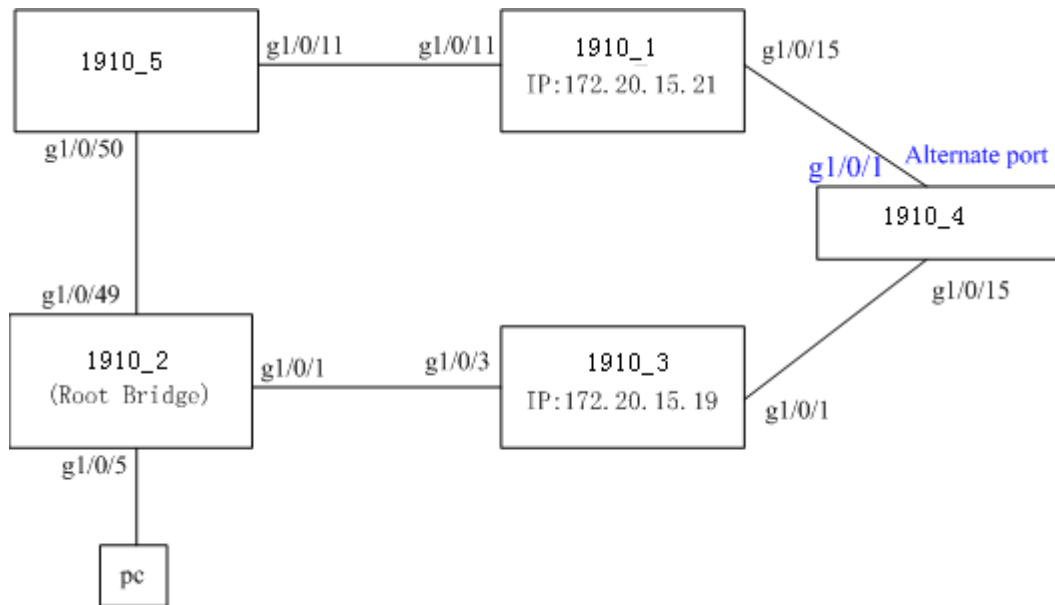 1910_5
g1/0/11
g1/0/11
1910_1
IP:172.20.15.21
g1/0/15
g1/0/50
g1/0/1
Alternate port
1910_4
g1/0/49
g1/0/15
1910_2
(Root Bridge)
g1/0/1
g1/0/3
1910_3
IP:172.20.15.19
g1/0/1
g1/0/5
pc